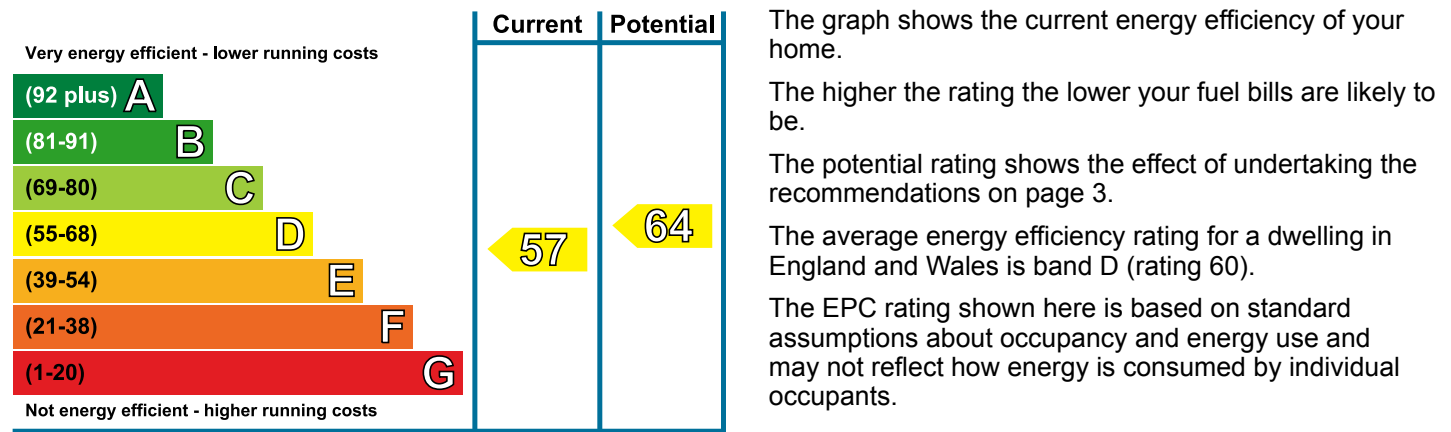 Current Potential
Very energy efficient - lower running costs
(92 plus) A
(81-91) B
(69-80) C
(55-68) D
(39-54) E
(21-38) F
(1-20) G
Not energy efficient - higher running costs
57
64
The graph shows the current energy efficiency of your
home.
The higher the rating the lower your fuel bills are likely to
be.
The potential rating shows the effect of undertaking the
recommendations on page 3.
The average energy efficiency rating for a dwelling in
England and Wales is band D (rating 60).
The EPC rating shown here is based on standard
assumptions about occupancy and energy use and
may not reflect how energy is consumed by individual
occupants.